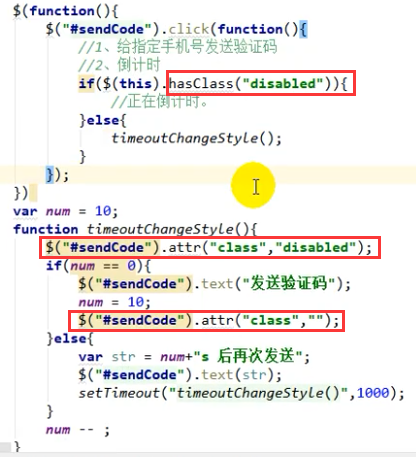 $(function(){
$("#sendCode").click(function(){
//1、给指定手机号发送验证码
//2、倒计时
if($(this).hasClass("disabled")){
//正在倒计时。
}else{
timeoutChangeStyle();
}
});
})
var num = 10;
function timeoutChangeStyle(){
$("#sendCode").attr("class","disabled");
if(num == 0){
$("#sendCode").text("发送验证码");
num = 10;
$("#sendCode").attr("class","");
}else{
var str = num+"s 后再次发送";
$("#sendCode").text(str);
setTimeout("timeoutChangeStyle()",1000);
}
num -- ;
}